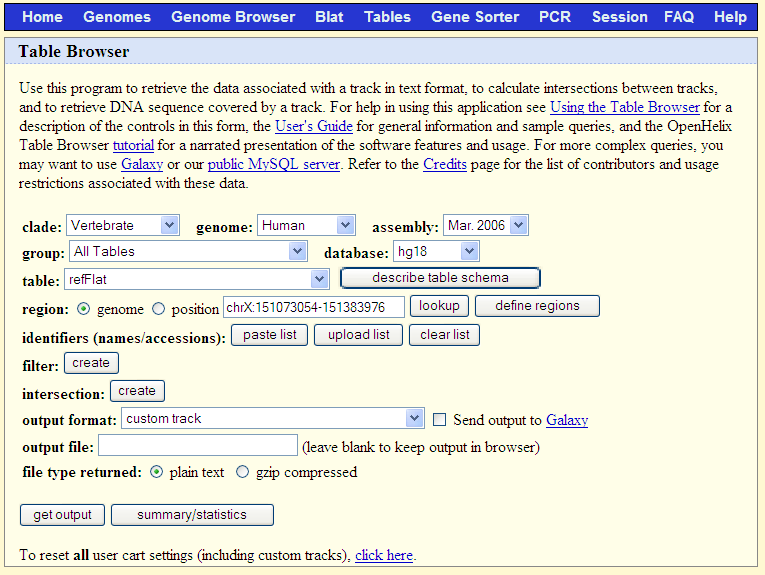 Home Genomes Genome Browser Blat Tables Gene Sorter PCR Session FAQ Help
Table Browser
Use this program to retrieve the data associated with a track in text format, to calculate intersections between tracks,
and to retrieve DNA sequence covered by a track. For help in using this application see Using the Table Browser for a
description of the controls in this form, the User's Guide for general information and sample queries, and the OpenHelix
Table Browser tutorial for a narrated presentation of the software features and usage. For more complex queries, you
may want to use Galaxy or our public MySQL server. Refer to the Credits page for the list of contributors and usage
restrictions associated with these data.
clade: Vertebrate genome: Human assembly: Mar. 2006
group: All Tables database: hg18
table: refFlat describe table schema
region: genome position chrX:151073054-151383976 lookup define regions
identifiers (names/accessions): paste list upload list clear list
filter: create
intersection: create
output format: custom track Send output to Galaxy
output file: (leave blank to keep output in browser)
file type returned: plain text gzip compressed
get output summary/statistics
To reset all user cart settings (including custom tracks), click here.